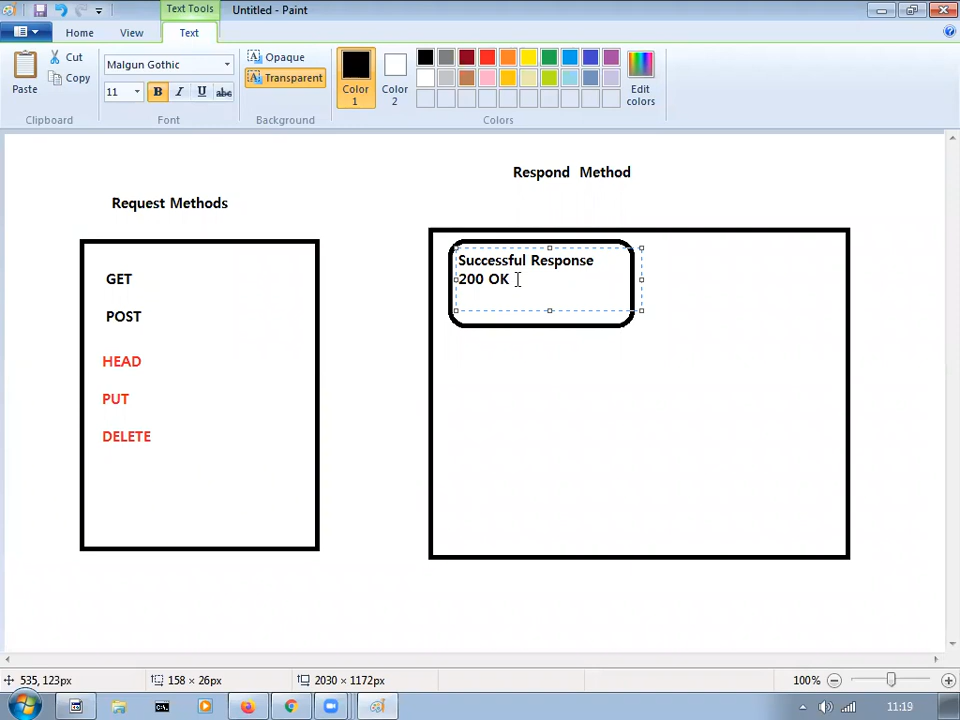 Text Tools
Untitled - Paint
Home
View
Text
Paste
Cut
Copy
Clipboard
Malgun Gothic
11
B
I
U
abc
Font
A
Opaque
A
Transparent
Background
Color
1
Color
2
Edit
colors
Colors
Respond Method
Request Methods
GET
POST
HEAD
PUT
DELETE
Successful Response
200 OK
535, 123px
158 × 26px
2030 × 1172px
100%
11:19